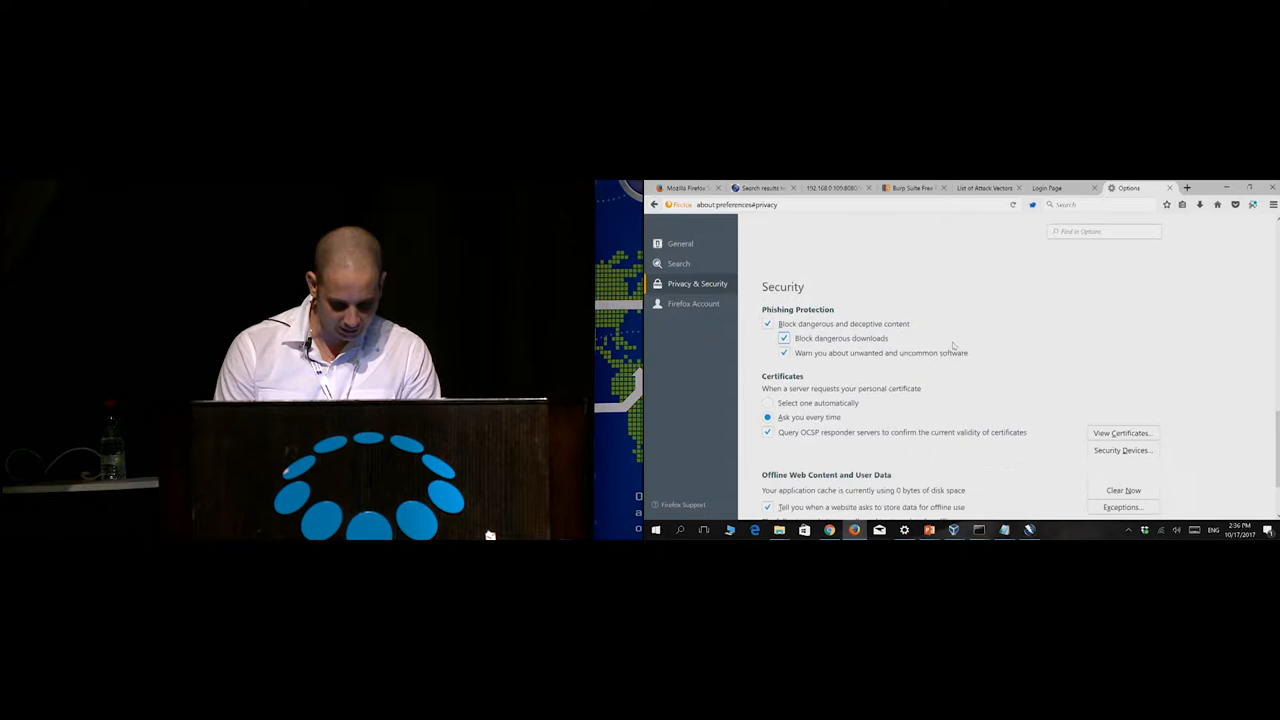 Mozilla Firefox S
Search results
192.168.0.109:8080/
Burp Suite Free
List of Attack Vectors
Login Page
Options
Firefox
about:preferences#privacy
Search
Find in Options
General
Search
Privacy & Security
Firefox Account
Security
Phishing Protection
Block dangerous and deceptive content
Block dangerous downloads
Warn you about unwanted and uncommon software
Certificates
When a server requests your personal certificate
Select one automatically
Ask you every time
Query OCSP responder servers to confirm the current validity of certificates
View Certificates...
Security Devices...
Offline Web Content and User Data
Your application cache is currently using 0 bytes of disk space
Clear Now
Tell you when a website asks to store data for offline use
Exceptions...
Firefox Support
ENG
2:36 PM
10/17/2017